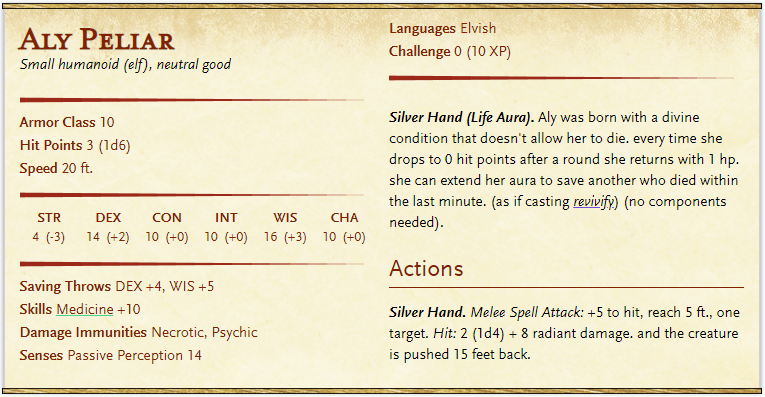 Aly Peliar
Small humanoid (elf), neutral good
Armor Class 10
Hit Points 3 (1d6)
Speed 20 ft.
STR DEX CON INT WIS CHA
4 (-3) 14 (+2) 10 (+0) 10 (+0) 16 (+3) 10 (+0)
Saving Throws DEX +4, WIS +5
Skills Medicine +10
Damage Immunities Necrotic, Psychic
Senses Passive Perception 14
Languages Elvish
Challenge 0 (10 XP)
Silver Hand (Life Aura). Aly was born with a divine
condition that doesn't allow her to die. every time she
drops to 0 hit points after a round she returns with 1 hp.
she can extend her aura to save another who died within
the last minute. (as if casting revivify) (no components
needed).
Actions
Silver Hand. Melee Spell Attack: +5 to hit, reach 5 ft., one
target. Hit: 2 (1d4) + 8 radiant damage. and the creature
is pushed 15 feet back.